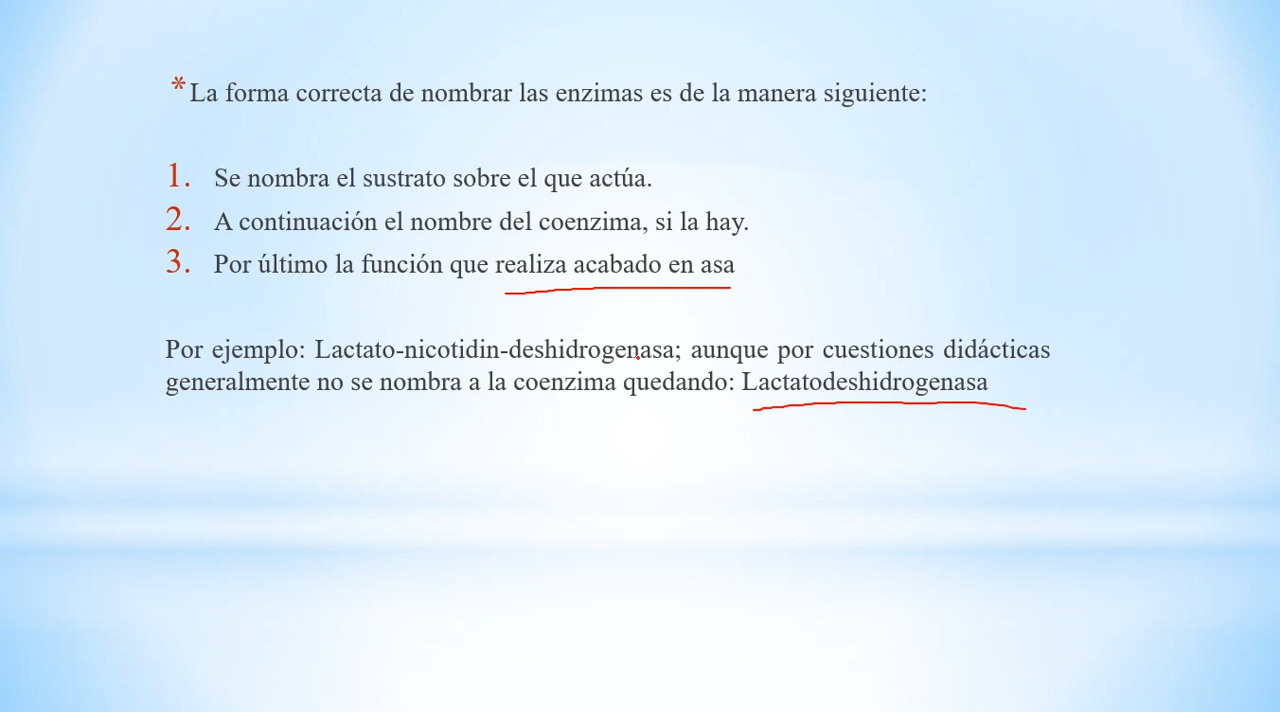 *La forma correcta de nombrar las enzimas es de la manera siguiente:
1. Se nombra el sustrato sobre el que actúa.
2. A continuación el nombre del coenzima, si la hay.
3. Por último la función que realiza acabado en asa
Por ejemplo: Lactato-nicotidin-deshidrogenasa; aunque por cuestiones didácticas
generalmente no se nombra a la coenzima quedando: Lactatodeshidrogenasa